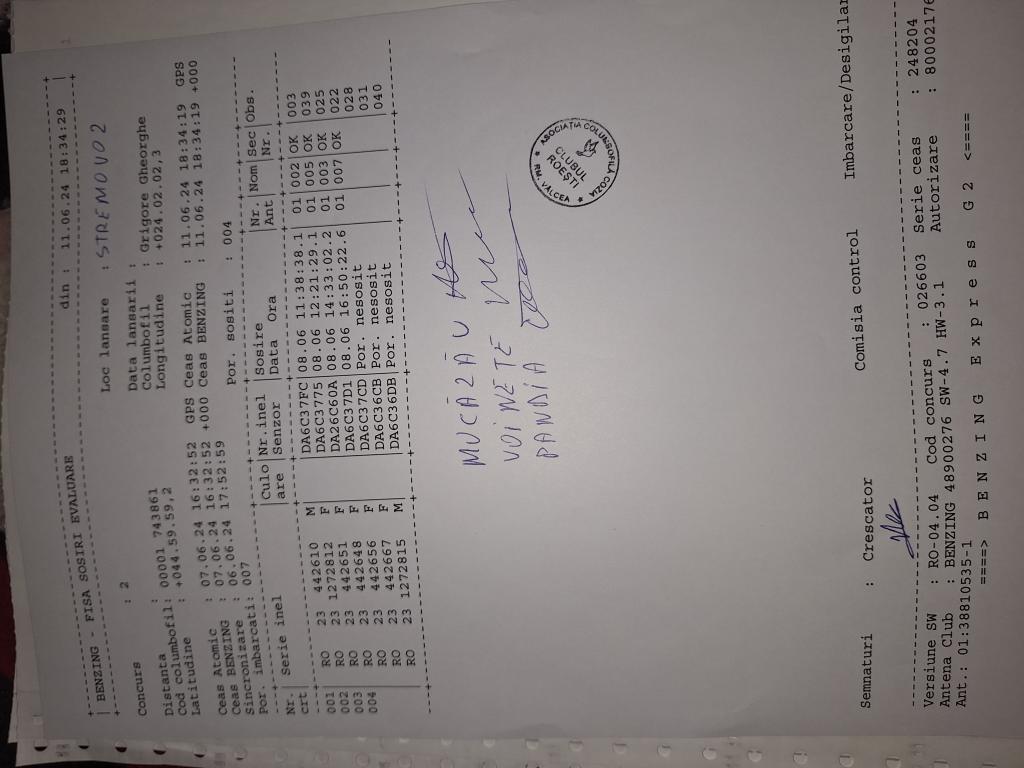 BENZING - FISA SOSIRI EVALUARE din : 11.06.24 18:34:29
Concurs : 2 Loc lansare : STREMOVO 2
Data lansarii :
Distanta : 00001 743861 Columbofil : Grigore Gheorghe
Cod columbofil: Longitudine : +024.02.02,3
Latitudine : +044.59.59,2
GPS Ceas Atomic : 11.06.24 18:34:19 GPS
Ceas Atomic : 07.06.24 16:32:52 +000 Ceas BENZING : 11.06.24 18:34:19 +000
Ceas BENZING : 07.06.24 16:32:52
Sincronizare : 06.06.24 17:52:59 Por. sositi : 004
Por. imbarcati: 007
Nr Serie inel Culo Nr.inel Sosire Nr. Nom Sec Obs.
crt are Senzor Data Ora Ant Nr.
001 RO 23 442610 M DA6C37FC 08.06 11:38:38.1 01 002 OK 003
002 RO 23 1272812 F DA6C3775 08.06 12:21:29.1 01 005 OK 039
003 RO 23 442651 F DA26C6DA 08.06 14:33:02.2 01 003 OK 025
004 RO 23 442648 F DA6C37D1 08.06 16:50:22.6 01 007 OK 022
RO 23 442656 F DA6C37CD Por. nesosit 028
RO 23 442667 F DA6C36CB Por. nesosit 031
RO 23 1272815 M DA6C36DB Por. nesosit 040
MUCĂZĂU
VOINETE
PANDIA
ASOCIAȚIA COLUMBOFILĂ COZIA
CLUBUL
ROEȘTI
RM. VÂLCEA
Semnaturi : Crescator Comisia control Imbarcare/Desigilar
Versiune SW : RO-04.04 Cod concurs : 026603 Serie ceas : 248204
Antena Club : BENZING 48900276 SW-4.7 HW-3.1 Autorizare : 80002176
Ant.: 01:38810535-1
====> B E N Z I N G E x p r e s s G 2 <====